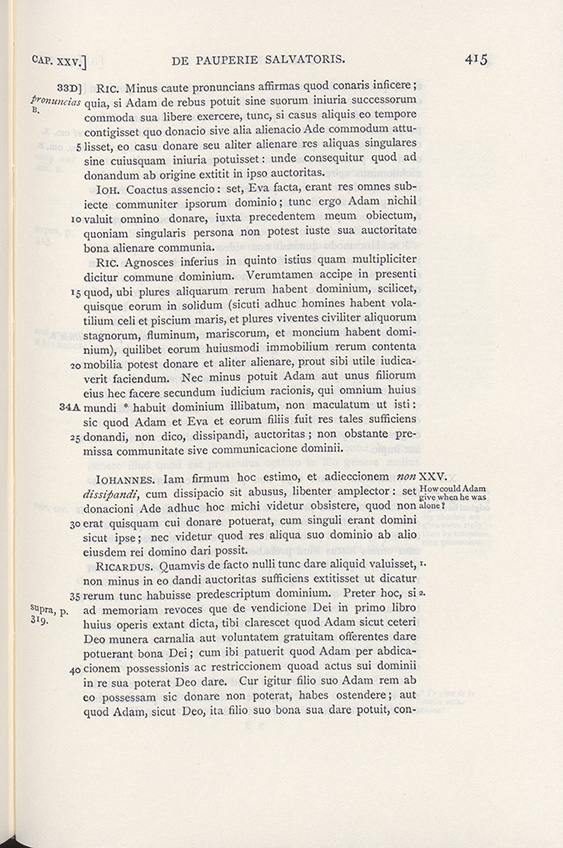 CAP. XXV.] DE PAUPERIE SALVATORIS. 415
33D] RIC. Minus caute pronuncians affirmas quod conaris inficere;
pronuncias B. quia, si Adam de rebus potuit sine suorum iniuria successorum
commoda sua libere exercere, tunc, si casus aliquis eo tempore
contigisset quo donacio sive alia alienacio Ade commodum attu-
5 lisset, eo casu donare seu aliter alienare res aliquas singulares
sine cuiusquam iniuria potuisset: unde consequitur quod ad
donandum ab origine extitit in ipso auctoritas.
IOH. Coactus assencio: set, Eva facta, erant res omnes sub-
iecte communiter ipsorum dominio; tunc ergo Adam nichil
10 valuit omnino donare, iuxta precedentem meum obiectum,
quoniam singularis persona non potest iuste sua auctoritate
bona alienare communia.
RIC. Agnosces inferius in quinto istius quam multipliciter
dicitur commune dominium. Verumtamen accipe in presenti
15 quod, ubi plures aliquarum rerum habent dominium, scilicet,
quisque eorum in solidum (sicuti adhuc homines habent vola-
tilium celi et piscium maris, et plures viventes civiliter aliquorum
stagnorum, fluminum, mariscorum, et moncium habent domi-
nium), quilibet eorum huiusmodi immobilium rerum contenta
20 mobilia potest donare et aliter alienare, prout sibi utile iudica-
verit faciendum. Nec minus potuit Adam aut unus filiorum
eius hec facere secundum iudicium racionis, qui omnium huius
34A mundi * habuit dominium illibatum, non maculatum ut isti:
sic quod Adam et Eva et eorum filiis fuit res tales sufficiens
25 donandi, non dico, dissipandi, auctoritas; non obstante pre-
missa communitate sive communicacione dominii.
IOHANNES. Iam firmum hoc estimo, et adieccionem non XXV.
dissipandi, cum dissipacio sit abusus, libenter amplector: set How could Adam
donacioni Ade adhuc hoc michi videtur obsistere, quod non give when he was alone?
30 erat quisquam cui donare potuerat, cum singuli erant domini
sicut ipse; nec videtur quod res aliqua suo dominio ab alio
eiusdem rei domino dari possit.
RICARDUS. Quamvis de facto nulli tunc dare aliquid valuisset, 1.
non minus in eo dandi auctoritas sufficiens extitisset ut dicatur
35 rerum tunc habuisse predescriptum dominium. Preter hoc, si 2.
supra, p. 319. ad memoriam revoces que de vendicione Dei in primo libro
huius operis extant dicta, tibi clarescet quod Adam sicut ceteri
Deo munera carnalia aut voluntatem gratuitam offerentes dare
potuerant bona Dei; cum ibi patuerit quod Adam per abdica-
40 cionem possessionis ac restriccionem quoad actus sui dominii
in re sua poterat Deo dare. Cur igitur filio suo Adam rem ab
eo possessam sic donare non poterat, habes ostendere; aut
quod Adam, sicut Deo, ita filio suo bona sua dare potuit, con-